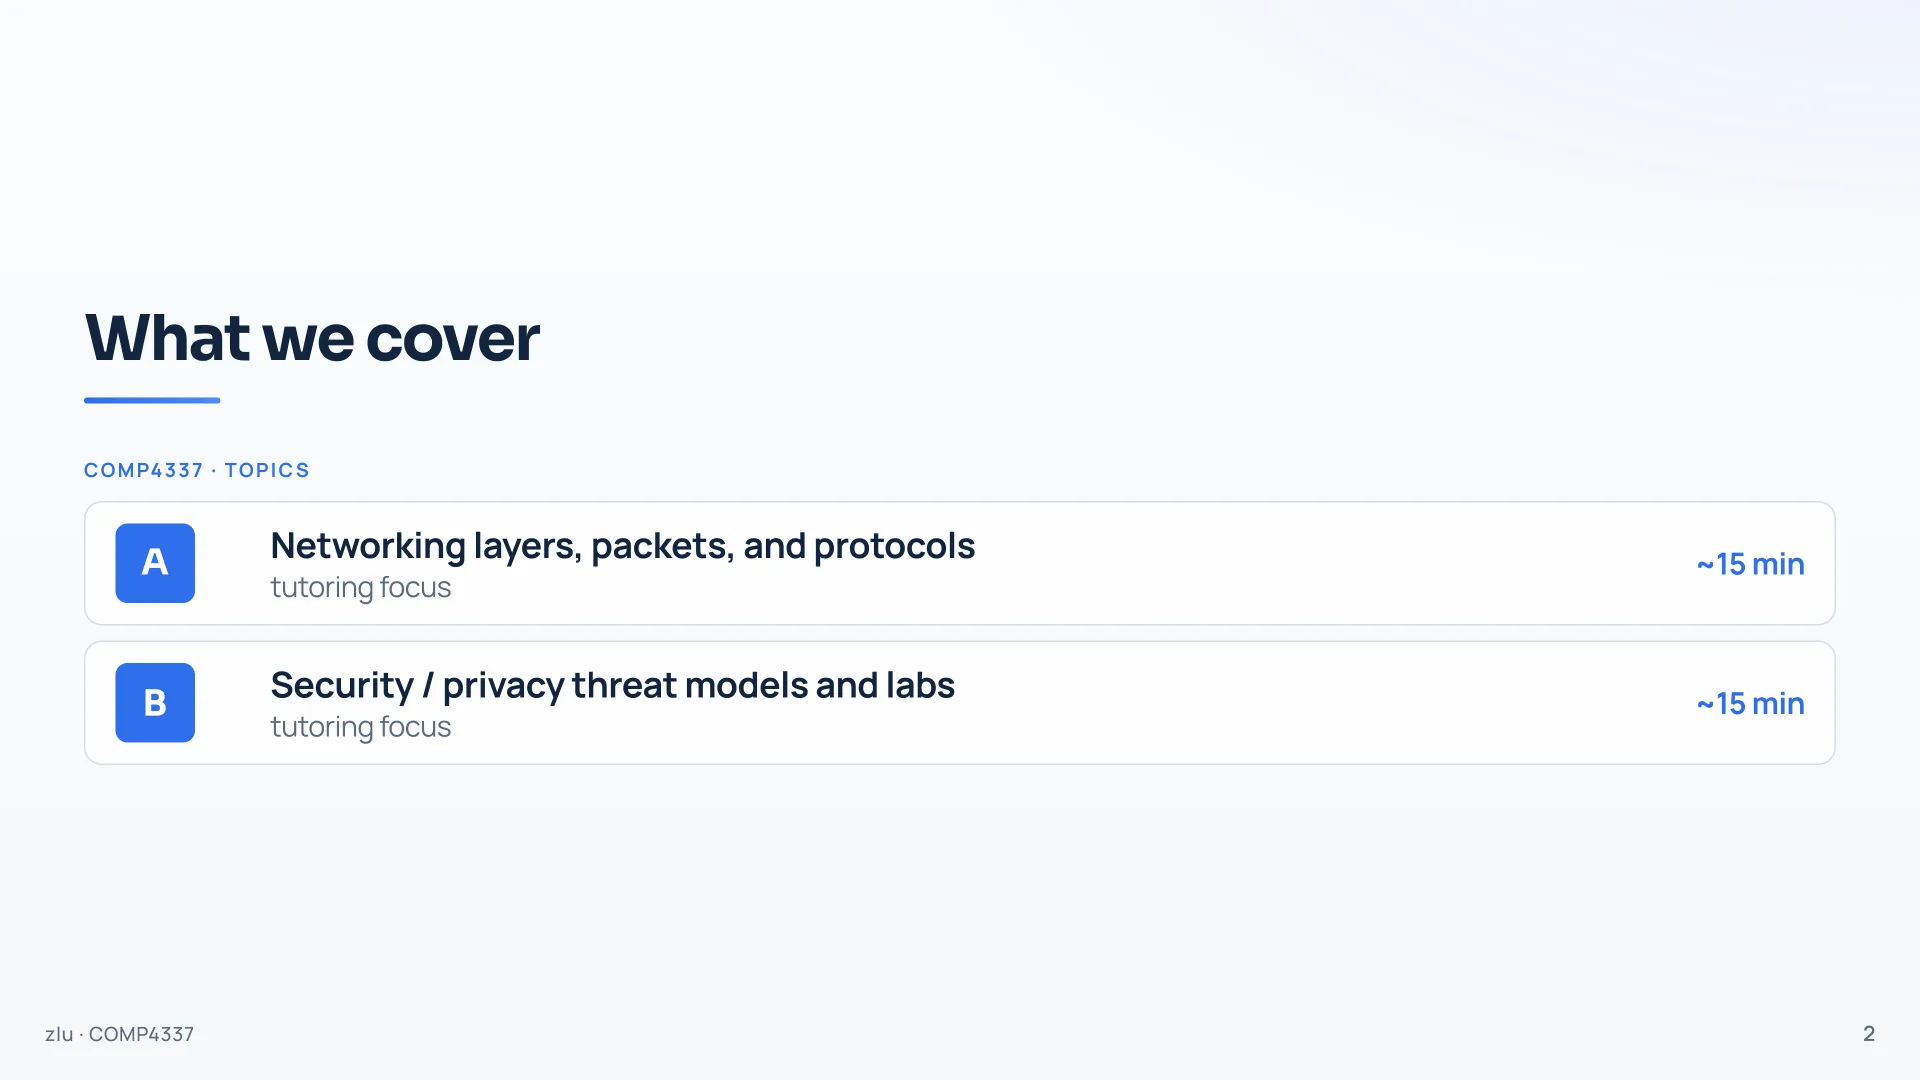 What we cover
COMP4337 · TOPICS
A
Networking layers, packets, and protocols
tutoring focus
~15 min
B
Security / privacy threat models and labs
tutoring focus
~15 min
zlu · COMP4337
2